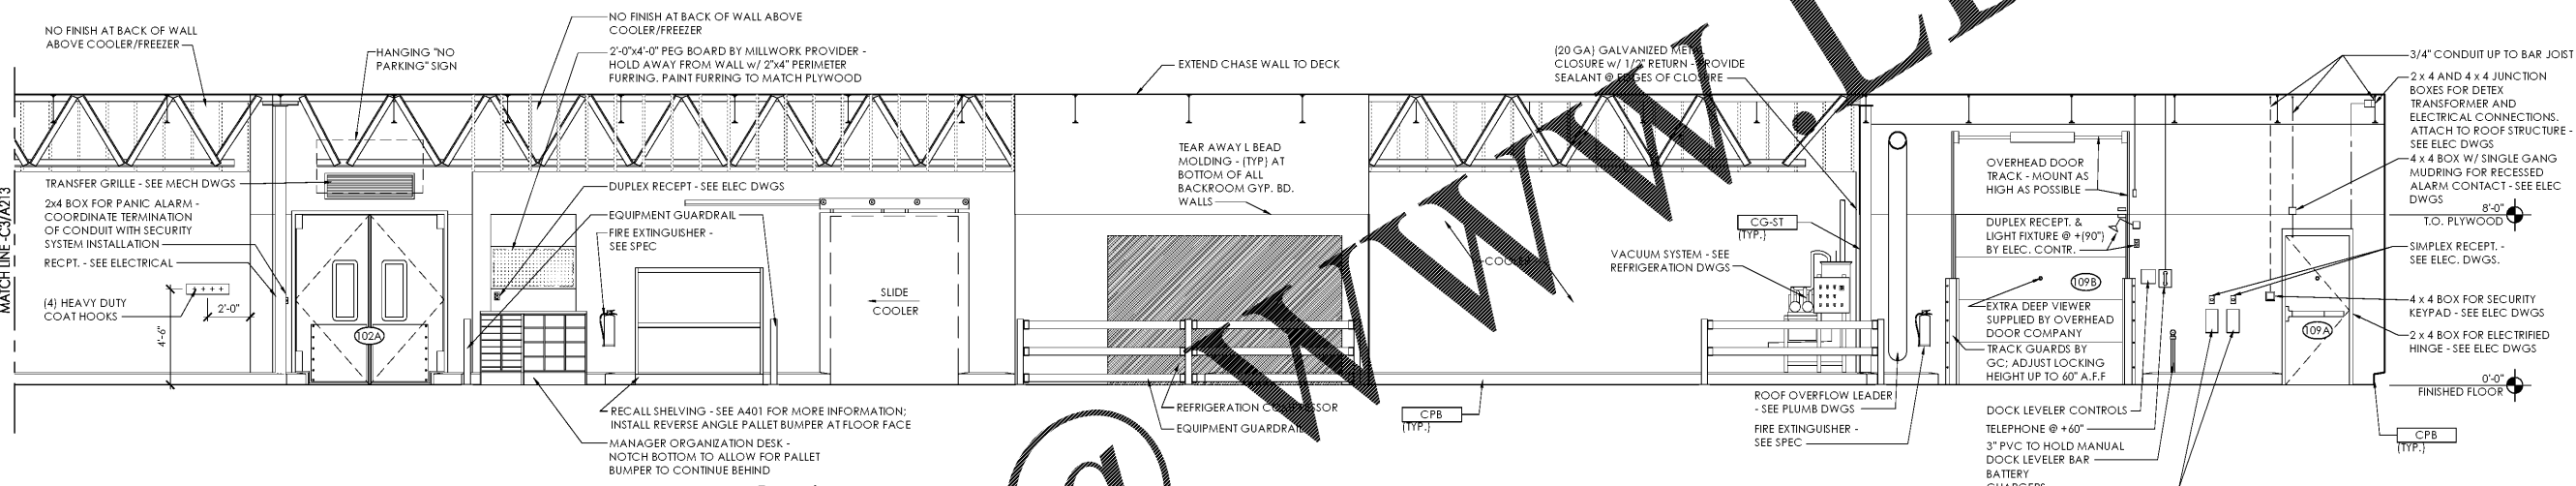 NO FINISH AT BACK OF WALL
ABOVE COOLER/FREEZER
HANGING "NO
PARKING" SIGN
NO FINISH AT BACK OF WALL ABOVE
COOLER/FREEZER
2'-0"x4'-0" PEG BOARD BY MILLWORK PROVIDER -
HOLD AWAY FROM WALL w/ 2"x4" PERIMETER
FURRING. PAINT FURRING TO MATCH PLYWOOD
EXTEND CHASE WALL TO DECK
(20 GA) GALVANIZED METAL
CLOSURE w/ 1/2" RETURN - PROVIDE
SEALANT @ EDGES OF CLOSURE
3/4" CONDUIT UP TO BAR JOIST
2 x 4 AND 4 x 4 JUNCTION
BOXES FOR DETEX
TRANSFORMER AND
ELECTRICAL CONNECTIONS.
ATTACH TO ROOF STRUCTURE -
SEE ELEC DWGS
4 x 4 BOX W/ SINGLE GANG
MUDRING FOR RECESSED
ALARM CONTACT - SEE ELEC
DWGS
8'-0"
T.O. PLYWOOD
SIMPLEX RECEPT. -
SEE ELEC. DWGS.
4 x 4 BOX FOR SECURITY
KEYPAD - SEE ELEC DWGS
2 x 4 BOX FOR ELECTRIFIED
HINGE - SEE ELEC DWGS
0'-0"
FINISHED FLOOR
CPB
(TYP.)
MATCH LINE -C3/A213
TRANSFER GRILLE - SEE MECH DWGS
2x4 BOX FOR PANIC ALARM -
COORDINATE TERMINATION
OF CONDUIT WITH SECURITY
SYSTEM INSTALLATION
RECPT. - SEE ELECTRICAL
(4) HEAVY DUTY
COAT HOOKS
2'-0"
4'-6"
102A
DUPLEX RECEPT - SEE ELEC DWGS
EQUIPMENT GUARDRAIL
FIRE EXTINGUISHER -
SEE SPEC
SLIDE
COOLER
RECALL SHELVING - SEE A401 FOR MORE INFORMATION;
INSTALL REVERSE ANGLE PALLET BUMPER AT FLOOR FACE
MANAGER ORGANIZATION DESK -
NOTCH BOTTOM TO ALLOW FOR PALLET
BUMPER TO CONTINUE BEHIND
TEAR AWAY L BEAD
MOLDING - (TYP) AT
BOTTOM OF ALL
BACKROOM GYP. BD.
WALLS
COOLER
REFRIGERATION COMPRESSOR
EQUIPMENT GUARDRAIL
CPB
(TYP.)
VACUUM SYSTEM - SEE
REFRIGERATION DWGS
CG-ST
(TYP.)
ROOF OVERFLOW LEADER
- SEE PLUMB DWGS
FIRE EXTINGUISHER -
SEE SPEC
OVERHEAD DOOR
TRACK - MOUNT AS
HIGH AS POSSIBLE
DUPLEX RECEPT. &
LIGHT FIXTURE @ +(90")
BY ELEC. CONTR.
109B
EXTRA DEEP VIEWER
SUPPLIED BY OVERHEAD
DOOR COMPANY
TRACK GUARDS BY
GC; ADJUST LOCKING
HEIGHT UP TO 60" A.F.F
109A
DOCK LEVELER CONTROLS
TELEPHONE @ +60"
3" PVC TO HOLD MANUAL
DOCK LEVELER BAR
BATTERY
CHARGERS
WWW.